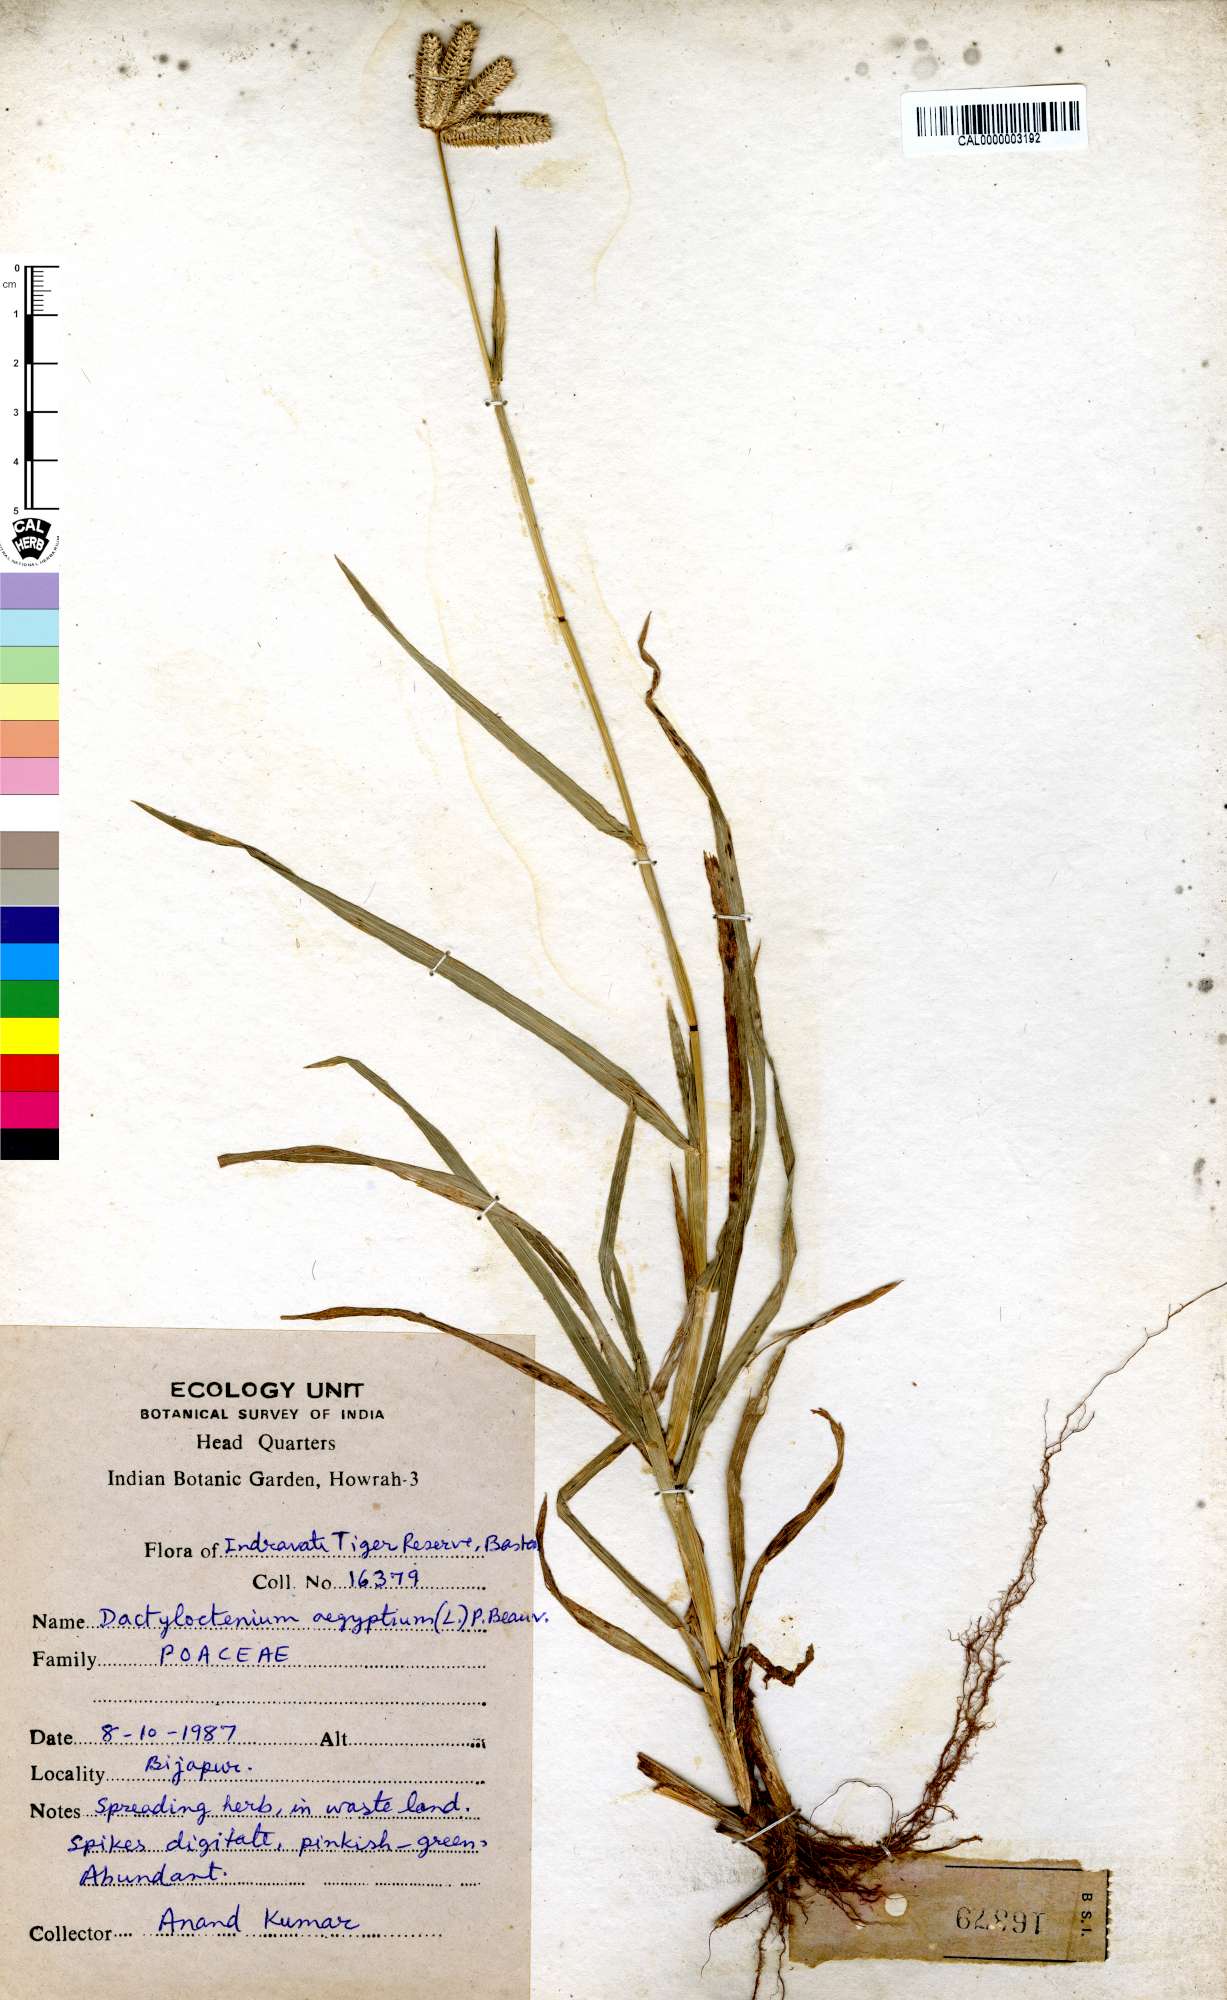 CAL0000003192
0
cm
1
2
3
4
5
CAL
HERB
ECOLOGY UNIT
BOTANICAL SURVEY OF INDIA
Head Quarters
Indian Botanic Garden, Howrah-3
Flora of Indravati Tiger Reserve, Bastar
Coll. No. 16379
Name Dactyloctenium aegyptium (L.) P. Beauv.
Family POACEAE
Date 8-10-1987 Alt
Locality Bijapur.
Notes Spreading herb, in waste land.
Spikes digitate, pinkish-green.
Abundant.
Collector Anand Kumar
B.S.I.
16379